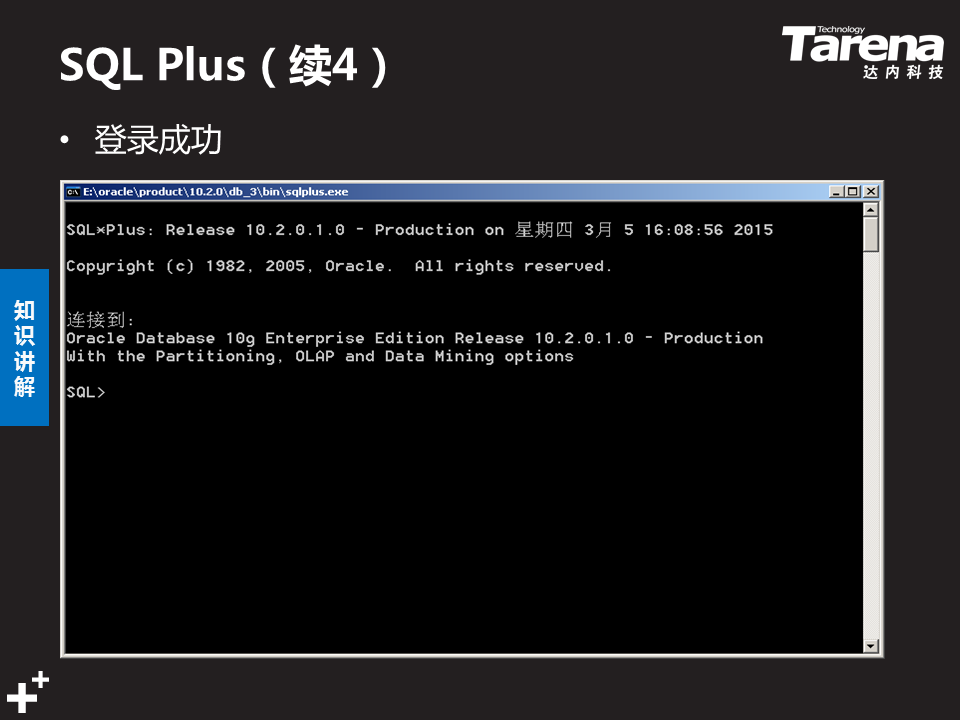 SQL Plus（续4）
Technology
Tarena
达内科技
• 登录成功
E:\oracle\product\10.2.0\db_3\bin\sqlplus.exe
SQL*Plus: Release 10.2.0.1.0 - Production on 星期四 3月 5 16:08:56 2015
Copyright (c) 1982, 2005, Oracle.  All rights reserved.
连接到:
Oracle Database 10g Enterprise Edition Release 10.2.0.1.0 - Production
With the Partitioning, OLAP and Data Mining options
SQL>
知识讲解